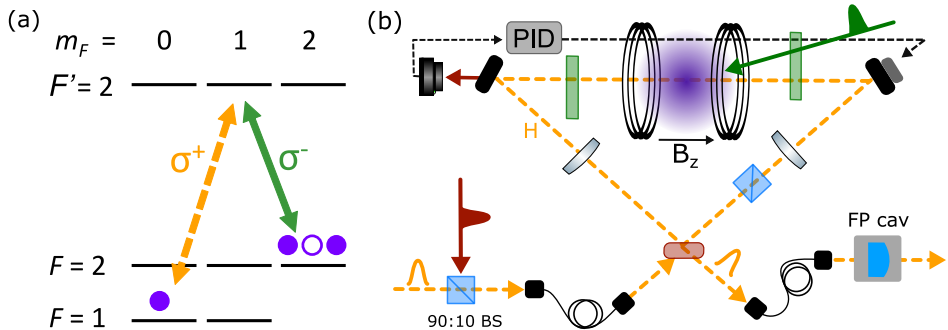 (a)
m_F = 0 1 2
F'= 2
σ+ σ-
F = 2
F = 1
(b)
PID
H
B_z
FP cav
90:10 BS